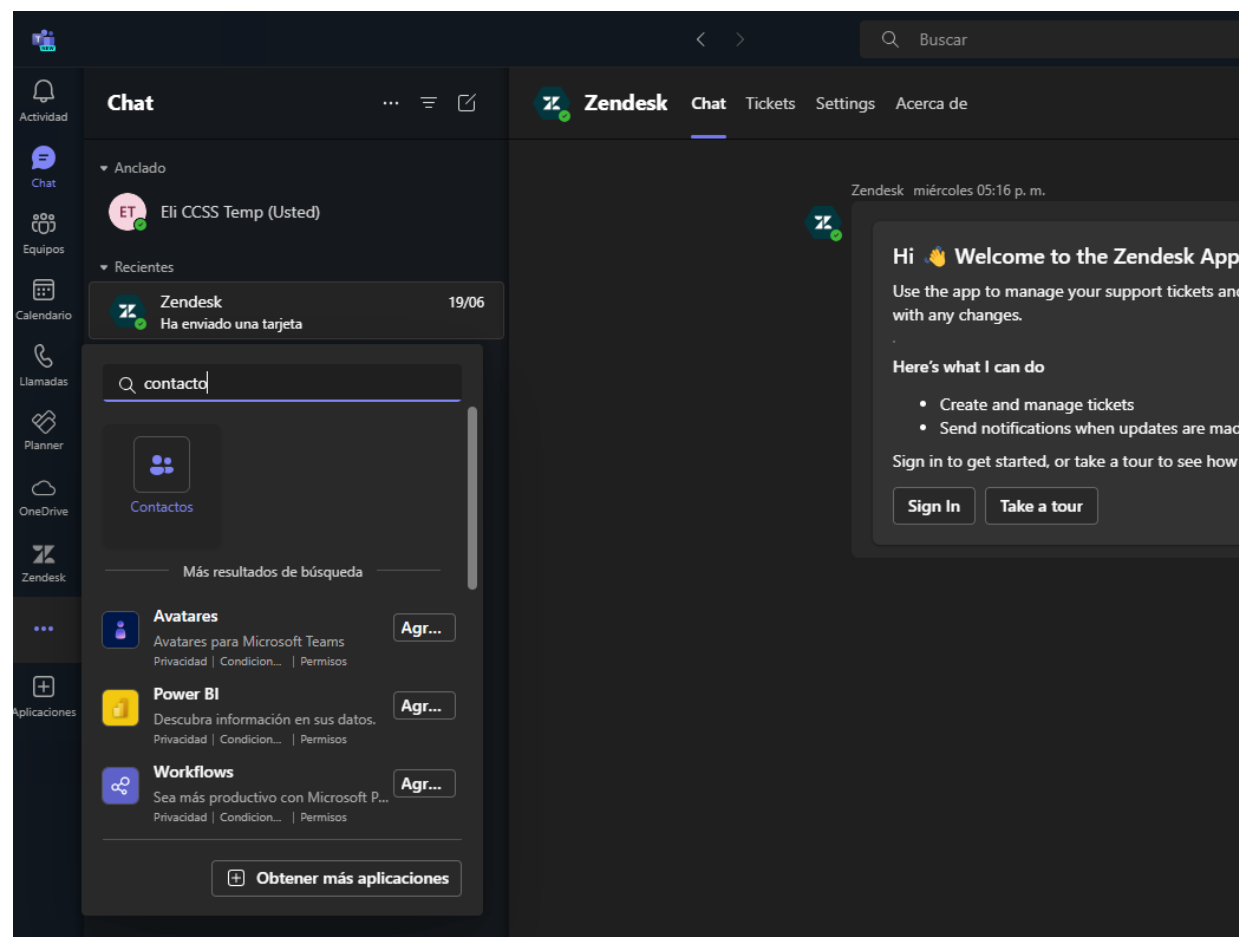 NEW
Buscar
Actividad
Chat
Equipos
Calendario
Llamadas
Planner
OneDrive
Zendesk
Aplicaciones
Chat
Anclado
ET
Eli CCSS Temp (Usted)
Recientes
Zendesk 19/06
Ha enviado una tarjeta
contacto
Contactos
Más resultados de búsqueda
Avatares
Avatares para Microsoft Teams
Privacidad | Condicion... | Permisos
Agr...
Power BI
Descubra información en sus datos.
Privacidad | Condicion... | Permisos
Agr...
Workflows
Sea más productivo con Microsoft P...
Privacidad | Condicion... | Permisos
Agr...
Obtener más aplicaciones
Zendesk Chat Tickets Settings Acerca de
Zendesk miércoles 05:16 p. m.
Hi 👋 Welcome to the Zendesk App
Use the app to manage your support tickets and
with any changes.
.
Here's what I can do
• Create and manage tickets
• Send notifications when updates are mad
Sign in to get started, or take a tour to see how
Sign In Take a tour